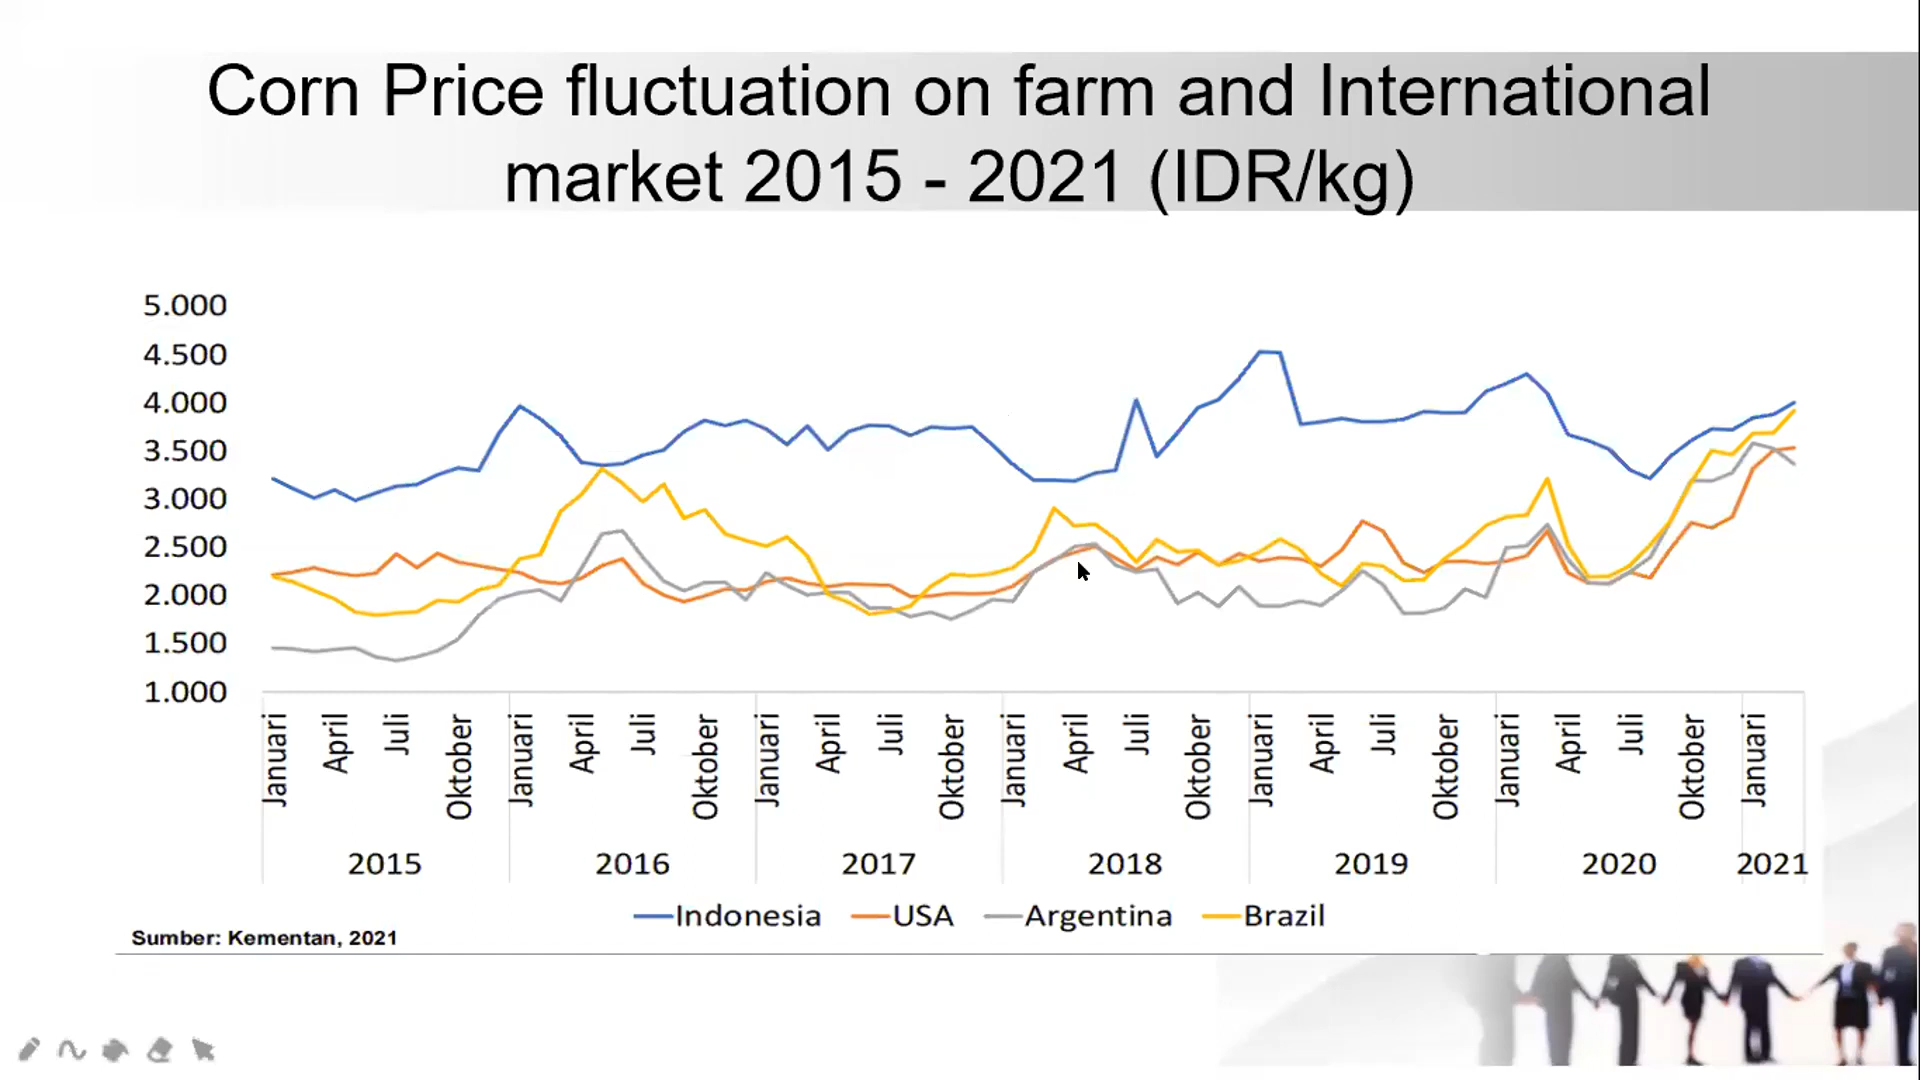 Corn Price fluctuation on farm and International
market 2015 - 2021 (IDR/kg)
5.000
4.500
4.000
3.500
3.000
2.500
2.000
1.500
1.000
Januari April Juli Oktober Januari April Juli Oktober Januari April Juli Oktober Januari April Juli Oktober Januari April Juli Oktober Januari April Juli Oktober Januari
2015 2016 2017 2018 2019 2020 2021
Indonesia USA Argentina Brazil
Sumber: Kementan, 2021